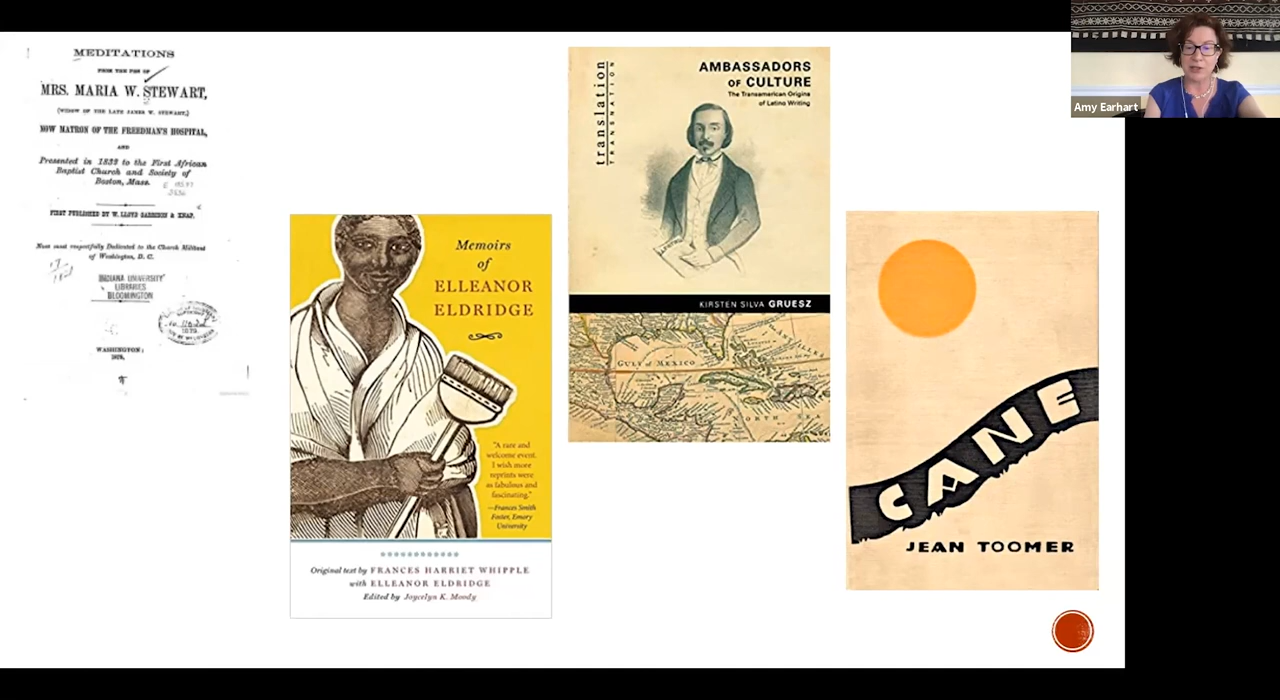 MEDITATIONS
FROM THE PEN OF
MRS. MARIA W. STEWART,
(WIDOW OF THE LATE JAMES W. STEWART,)
NOW MATRON OF THE FREEDMAN'S HOSPITAL,
AND
Presented in 1832 to the First African
Baptist Church and Society of
Boston, Mass.
FIRST PUBLISHED BY W. LLOYD GARRISON & KNAP.
Now most respectfully Dedicated to the Church Militant
of Washington, D. C.
INDIANA UNIVERSITY
LIBRARIES
BLOOMINGTON
WASHINGTON:
1879.
Memoirs
of
ELLEANOR
ELDRIDGE
"A rare and
welcome event.
I wish more
reprints were
as fabulous and
fascinating."
—Frances Smith
Foster, Emory
University
Original text by FRANCES HARRIET WHIPPLE
with ELLEANOR ELDRIDGE
Edited by Joycelyn K. Moody
translation
TRANSNATION
AMBASSADORS
OF CULTURE
The Transamerican Origins
of Latino Writing
KIRSTEN SILVA GRUESZ
GULF OF MEXICO
NORTH SEA
CANE
JEAN TOOMER
Amy Earhart